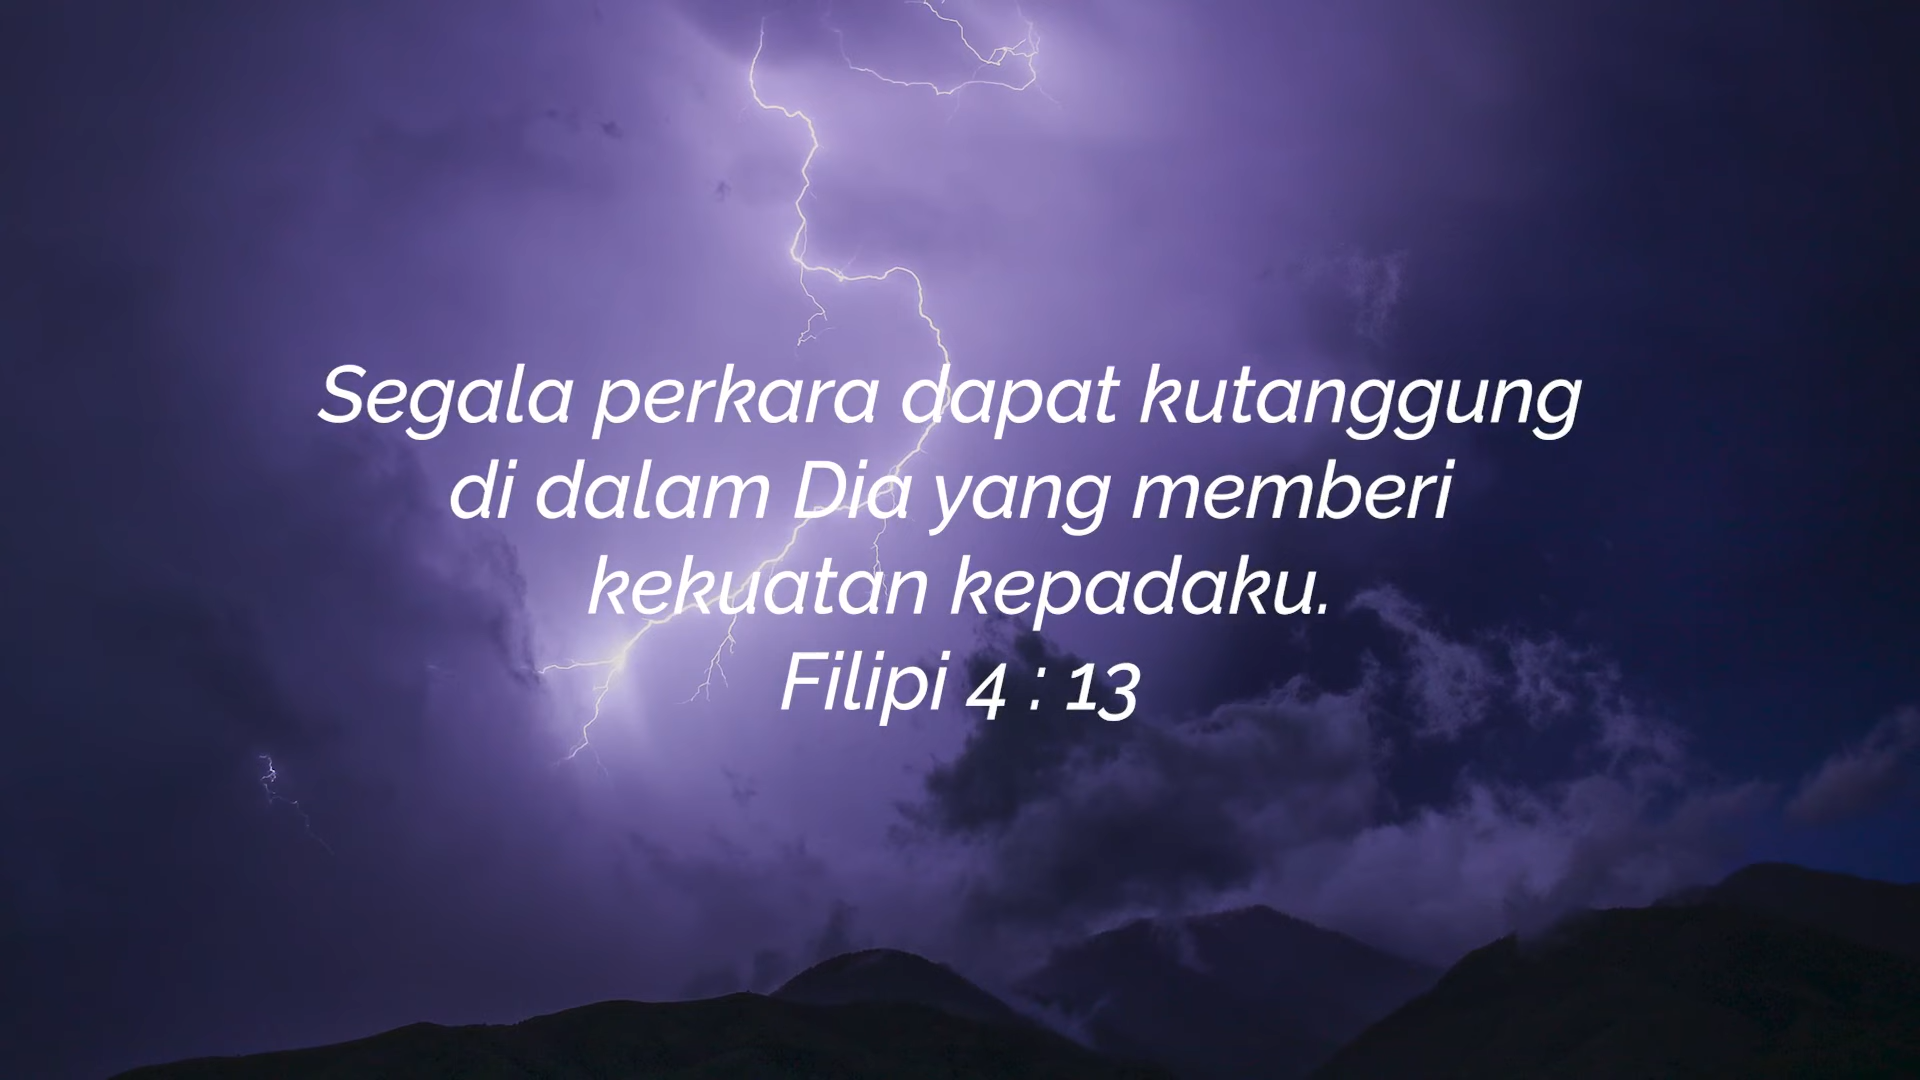 Segala perkara dapat kutanggung
di dalam Dia yang memberi
kekuatan kepadaku.
Filipi 4 : 13